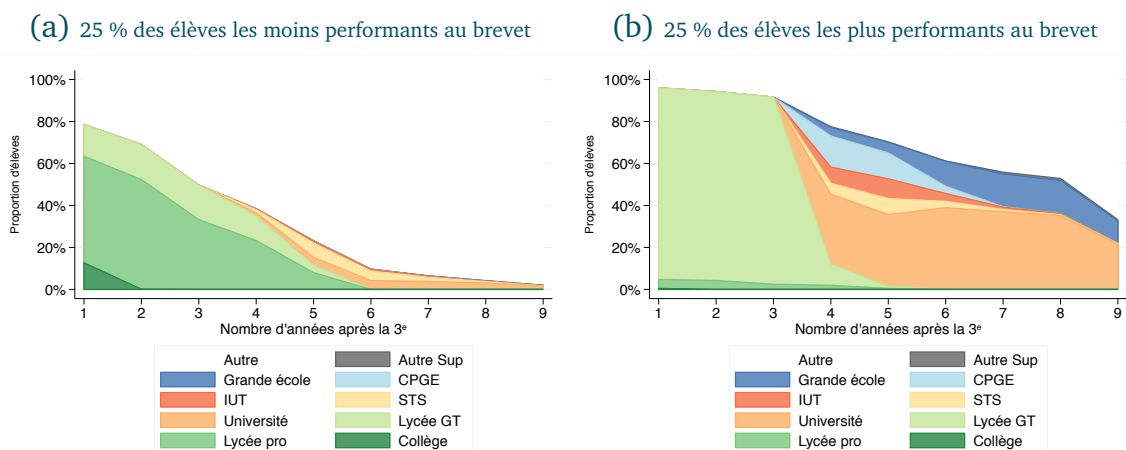 (a) 25 % des élèves les moins performants au brevet
100%
80%
60%
40%
20%
0%
Proportion d'élèves
1 2 3 4 5 6 7 8 9
Nombre d'années après la 3e
Autre
Autre Sup
Grande école
CPGE
IUT
STS
Université
Lycée GT
Lycée pro
Collège
(b) 25 % des élèves les plus performants au brevet
100%
80%
60%
40%
20%
0%
Proportion d'élèves
1 2 3 4 5 6 7 8 9
Nombre d'années après la 3e
Autre
Autre Sup
Grande école
CPGE
IUT
STS
Université
Lycée GT
Lycée pro
Collège